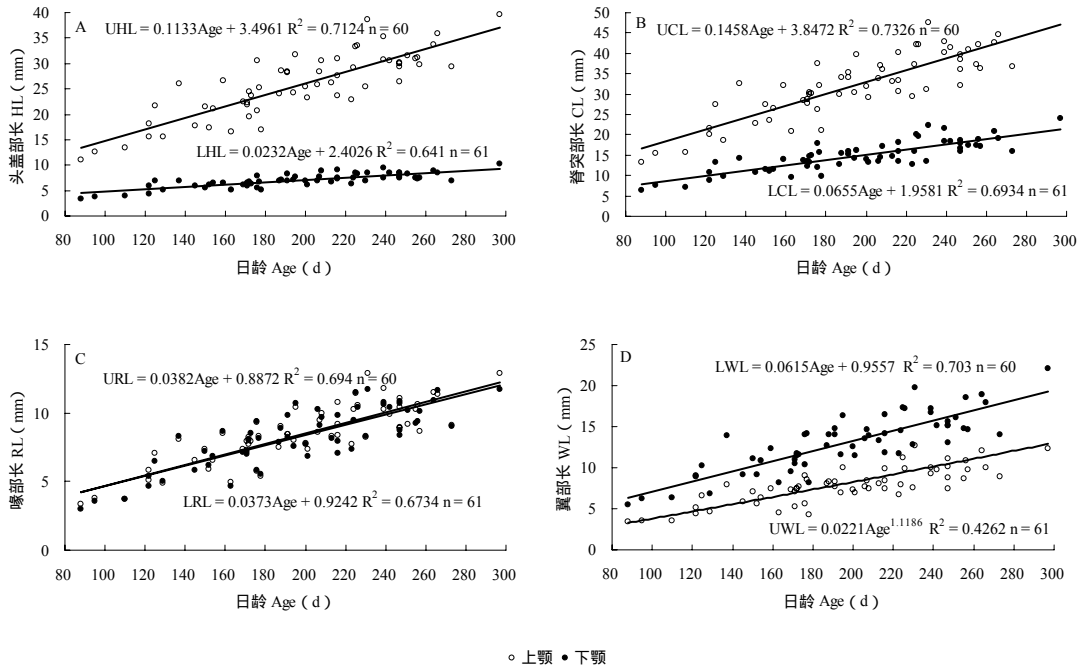 A
UHL = 0.1133Age + 3.4961 R² = 0.7124 n = 60
LHL = 0.0232Age + 2.4026 R² = 0.641 n = 61
头盖部长 HL（mm）
40
35
30
25
20
15
10
5
0
80 100 120 140 160 180 200 220 240 260 280 300
日龄 Age（d）
B
UCL = 0.1458Age + 3.8472 R² = 0.7326 n = 60
LCL = 0.0655Age + 1.9581 R² = 0.6934 n = 61
脊突部长 CL（mm）
50
45
40
35
30
25
20
15
10
5
0
80 100 120 140 160 180 200 220 240 260 280 300
日龄 Age（d）
C
URL = 0.0382Age + 0.8872 R² = 0.694 n = 60
LRL = 0.0373Age + 0.9242 R² = 0.6734 n = 61
喙部长 RL（mm）
15
10
5
0
80 100 120 140 160 180 200 220 240 260 280 300
日龄 Age（d）
D
LWL = 0.0615Age + 0.9557 R² = 0.703 n = 60
UWL = 0.0221Age^1.1186 R² = 0.4262 n = 61
翼部长 WL（mm）
25
20
15
10
5
0
80 100 120 140 160 180 200 220 240 260 280 300
日龄 Age（d）
○ 上颚 ● 下颚